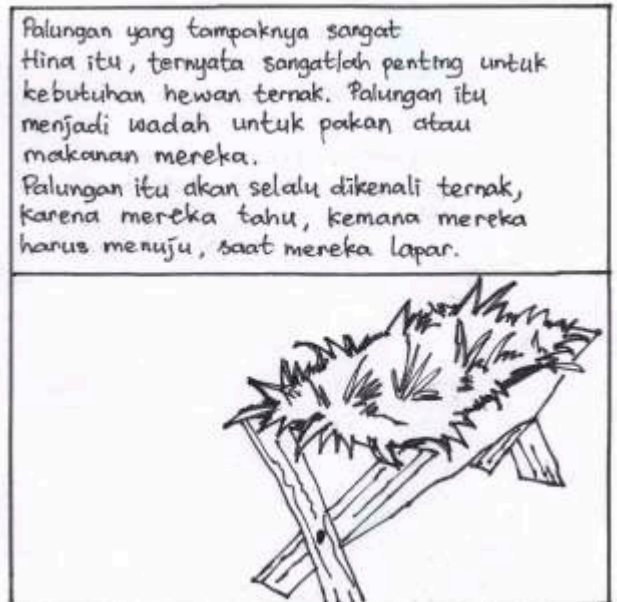 Palungan yang tampaknya sangat
Hina itu, ternyata sangatlah penting untuk
kebutuhan hewan ternak. Palungan itu
menjadi wadah untuk pakan atau
makanan mereka.
Palungan itu akan selalu dikenali ternak,
karena mereka tahu, kemana mereka
harus menuju, saat mereka lapar.